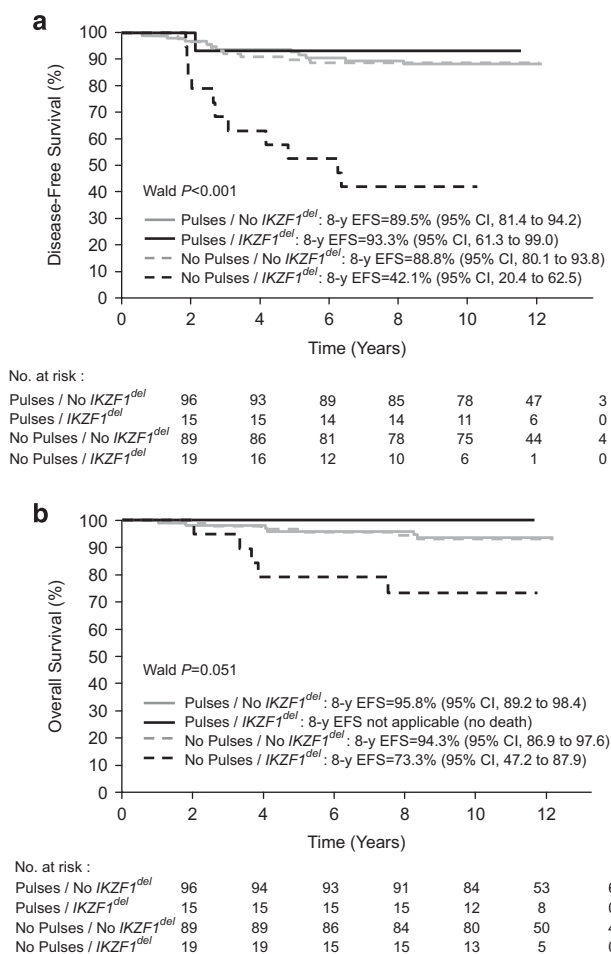 a
100
90
80
70
60
50
40
30
20
10
0
Disease-Free Survival (%)
Wald P<0.001
Pulses / No IKZF1del: 8-y EFS=89.5% (95% CI, 81.4 to 94.2)
Pulses / IKZF1del: 8-y EFS=93.3% (95% CI, 61.3 to 99.0)
No Pulses / No IKZF1del: 8-y EFS=88.8% (95% CI, 80.1 to 93.8)
No Pulses / IKZF1del: 8-y EFS=42.1% (95% CI, 20.4 to 62.5)
0 2 4 6 8 10 12
Time (Years)
No. at risk :
Pulses / No IKZF1del 96 93 89 85 78 47 3
Pulses / IKZF1del 15 15 14 14 11 6 0
No Pulses / No IKZF1del 89 86 81 78 75 44 4
No Pulses / IKZF1del 19 16 12 10 6 1 0
b
100
90
80
70
60
50
40
30
20
10
0
Overall Survival (%)
Wald P=0.051
Pulses / No IKZF1del: 8-y EFS=95.8% (95% CI, 89.2 to 98.4)
Pulses / IKZF1del: 8-y EFS not applicable (no death)
No Pulses / No IKZF1del: 8-y EFS=94.3% (95% CI, 86.9 to 97.6)
No Pulses / IKZF1del: 8-y EFS=73.3% (95% CI, 47.2 to 87.9)
0 2 4 6 8 10 12
Time (Years)
No. at risk :
Pulses / No IKZF1del 96 94 93 91 84 53
Pulses / IKZF1del 15 15 15 15 12 8
No Pulses / No IKZF1del 89 89 86 84 80 50
No Pulses / IKZF1del 19 19 15 15 13 5